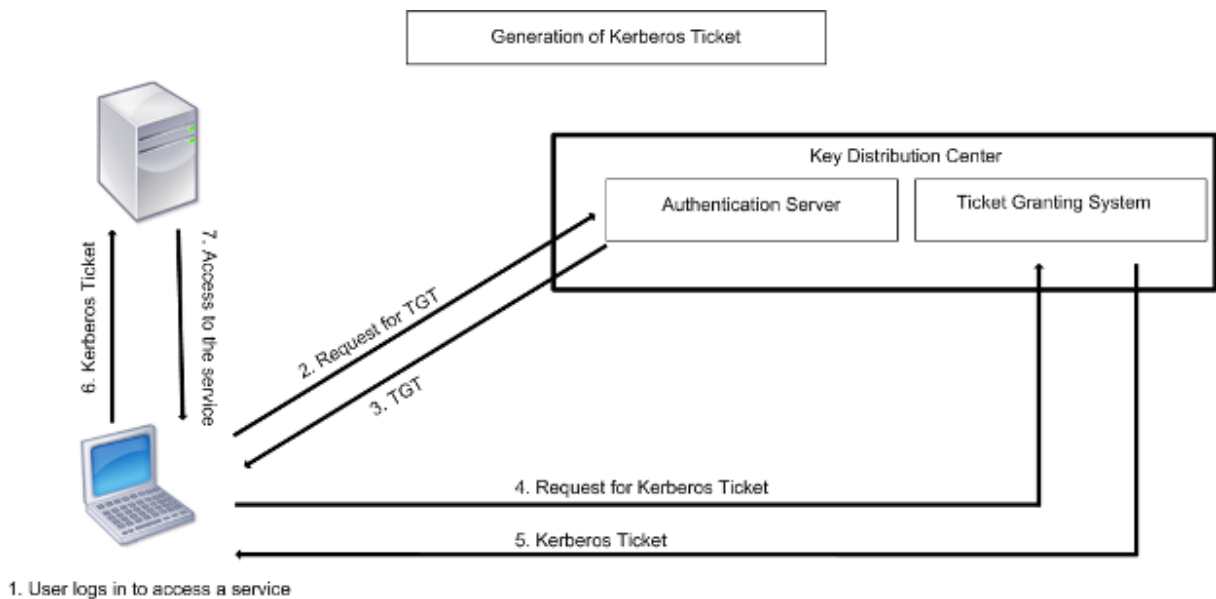 Generation of Kerberos Ticket
Key Distribution Center
Authentication Server
Ticket Granting System
6. Kerberos Ticket
7. Access to the service
2. Request for TGT
3. TGT
4. Request for Kerberos Ticket
5. Kerberos Ticket
1. User logs in to access a service